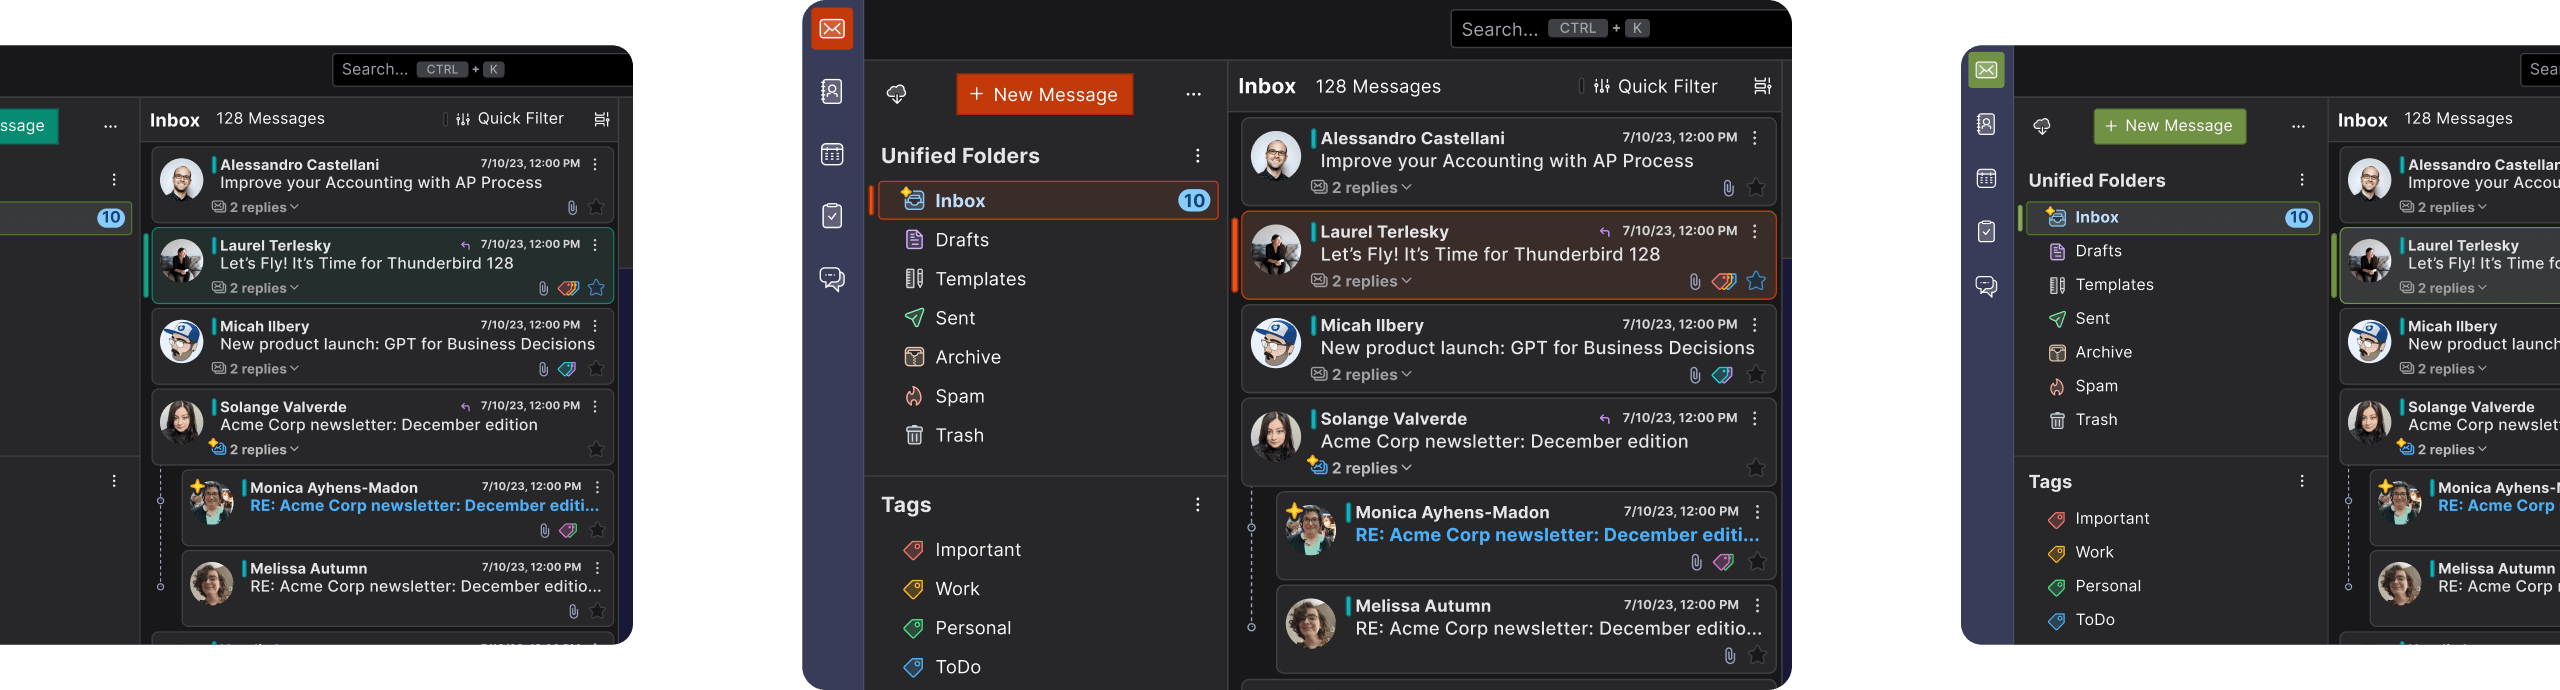 Search... CTRL + K
ssage
Inbox 128 Messages Quick Filter
10
Alessandro Castellani 7/10/23, 12:00 PM
Improve your Accounting with AP Process
2 replies
Laurel Terlesky 7/10/23, 12:00 PM
Let's Fly! It's Time for Thunderbird 128
2 replies
Micah Ilbery 7/10/23, 12:00 PM
New product launch: GPT for Business Decisions
2 replies
Solange Valverde 7/10/23, 12:00 PM
Acme Corp newsletter: December edition
2 replies
Monica Ayhens-Madon 7/10/23, 12:00 PM
RE: Acme Corp newsletter: December editi...
Melissa Autumn 7/10/23, 12:00 PM
RE: Acme Corp newsletter: December editio...
Search... CTRL + K
+ New Message
Unified Folders
Inbox 10
Drafts
Templates
Sent
Archive
Spam
Trash
Tags
Important
Work
Personal
ToDo
Inbox 128 Messages Quick Filter
Alessandro Castellani 7/10/23, 12:00 PM
Improve your Accounting with AP Process
2 replies
Laurel Terlesky 7/10/23, 12:00 PM
Let's Fly! It's Time for Thunderbird 128
2 replies
Micah Ilbery 7/10/23, 12:00 PM
New product launch: GPT for Business Decisions
2 replies
Solange Valverde 7/10/23, 12:00 PM
Acme Corp newsletter: December edition
2 replies
Monica Ayhens-Madon 7/10/23, 12:00 PM
RE: Acme Corp newsletter: December editi...
Melissa Autumn 7/10/23, 12:00 PM
RE: Acme Corp newsletter: December editio...
Sea
+ New Message
Unified Folders
Inbox 10
Drafts
Templates
Sent
Archive
Spam
Trash
Tags
Important
Work
Personal
ToDo
Inbox 128 Messages
Alessandro Castellan
Improve your Accou
2 replies
Laurel Terlesky
Let's Fly! It's Time fo
2 replies
Micah Ilbery
New product launch
2 replies
Solange Valverde
Acme Corp newslett
2 replies
Monica Ayhens-
RE: Acme Corp
Melissa Autumn
RE: Acme Corp